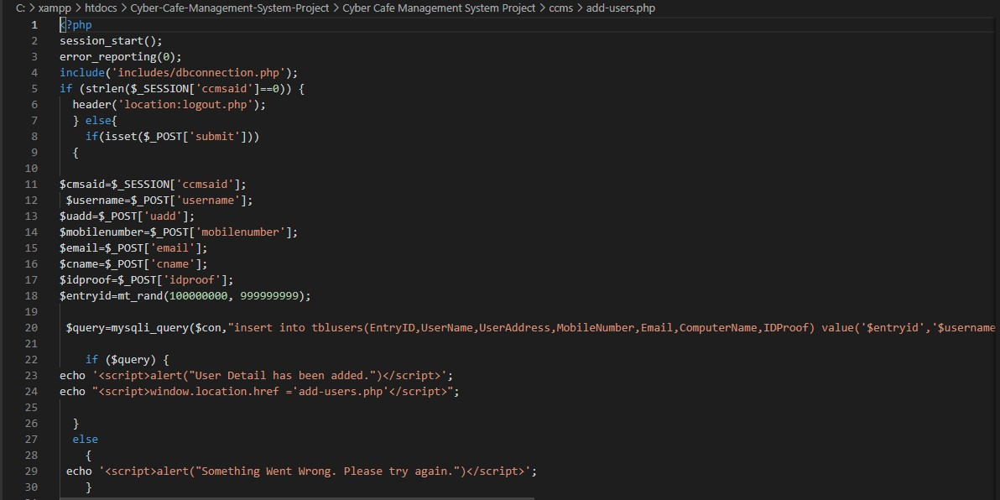 C: > xampp > htdocs > Cyber-Cafe-Management-System-Project > Cyber Cafe Management System Project > ccms > add-users.php
1 <?php
2 session_start();
3 error_reporting(0);
4 include('includes/dbconnection.php');
5 if (strlen($_SESSION['ccmsaid']==0)) {
6 header('location:logout.php');
7 } else{
8 if(isset($_POST['submit']))
9 {
10
11 $cmsaid=$_SESSION['ccmsaid'];
12 $username=$_POST['username'];
13 $uadd=$_POST['uadd'];
14 $mobilenumber=$_POST['mobilenumber'];
15 $email=$_POST['email'];
16 $cname=$_POST['cname'];
17 $idproof=$_POST['idproof'];
18 $entryid=mt_rand(100000000, 999999999);
19
20 $query=mysqli_query($con,"insert into tblusers(EntryID,UserName,UserAddress,MobileNumber,Email,ComputerName,IDProof) value('$entryid','$username
21
22 if ($query) {
23 echo '<script>alert("User Detail has been added.")</script>';
24 echo "<script>window.location.href ='add-users.php'</script>";
25
26 }
27 else
28 {
29 echo '<script>alert("Something Went Wrong. Please try again.")</script>';
30 }